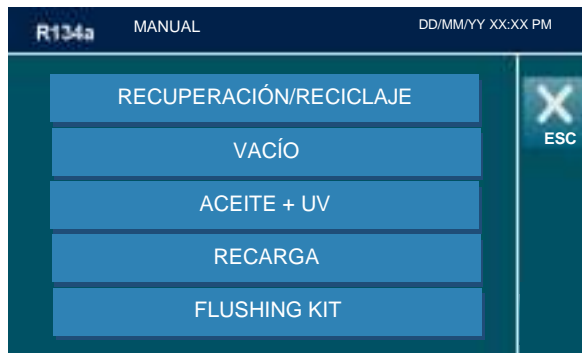 R134a MANUAL DD/MM/YY XX:XX PM
RECUPERACIÓN/RECICLAJE
ESC
VACÍO
ACEITE + UV
RECARGA
FLUSHING KIT